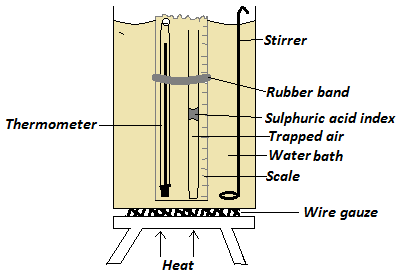 Stirrer
Rubber band
Sulphuric acid index
Thermometer
Trapped air
Water bath
Scale
Wire gauze
Heat